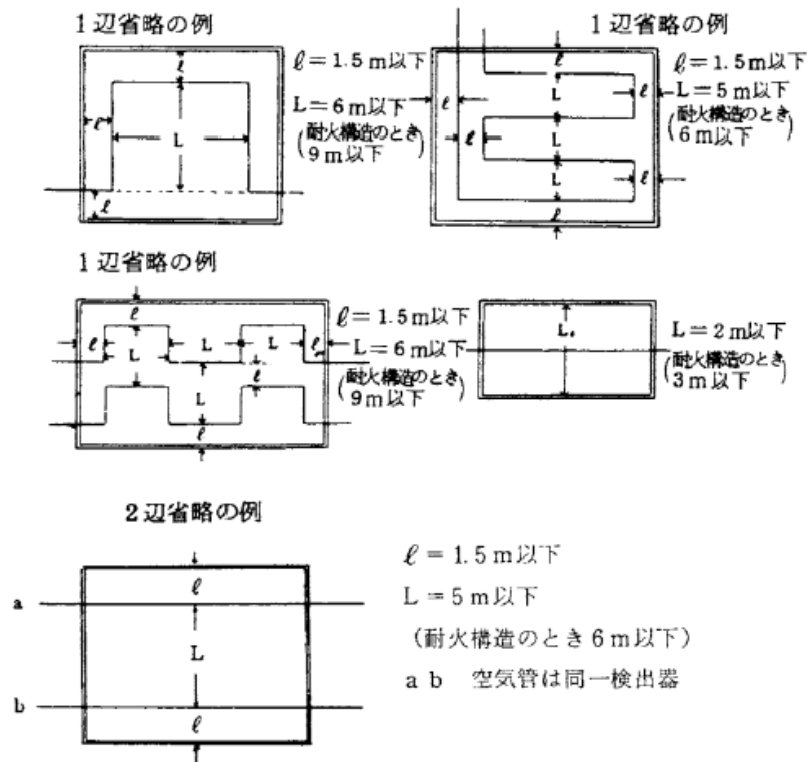 1辺省略の例
ℓ
ℓ
L
ℓ
ℓ=1.5m以下
L=6m以下
(耐火構造のとき
9m以下)
1辺省略の例
ℓ
L
ℓ
ℓ
ℓ
L
L
ℓ
ℓ
ℓ=1.5m以下
L=5m以下
(耐火構造のとき
6m以下)
1辺省略の例
ℓ
ℓ
L
L
L
ℓ
L
ℓ
ℓ
ℓ=1.5m以下
L=6m以下
(耐火構造のとき
9m以下)
L
L=2m以下
(耐火構造のとき
3m以下)
2辺省略の例
a
ℓ
L
b
ℓ
ℓ=1.5m以下
L=5m以下
(耐火構造のとき6m以下)
a b 空気管は同一検出器